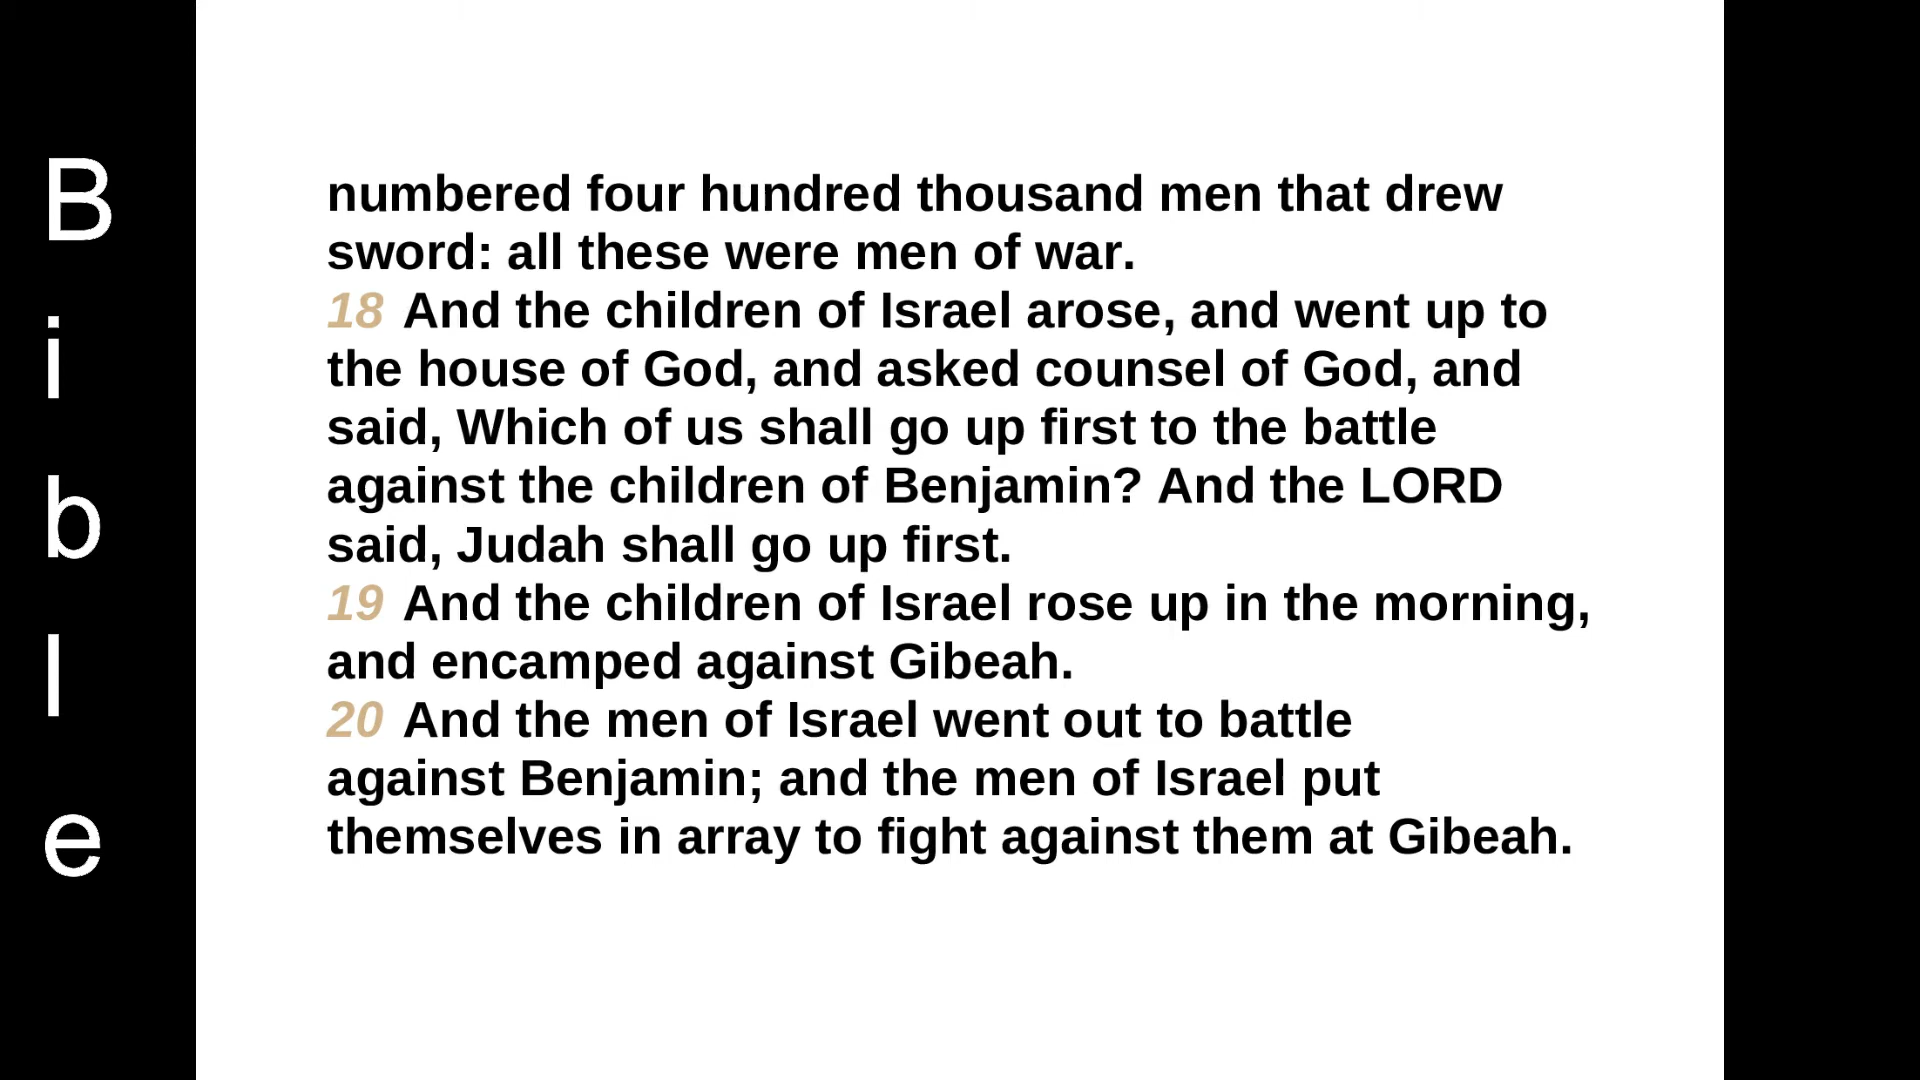 Bible
numbered four hundred thousand men that drew
sword: all these were men of war.
18 And the children of Israel arose, and went up to
the house of God, and asked counsel of God, and
said, Which of us shall go up first to the battle
against the children of Benjamin? And the LORD
said, Judah shall go up first.
19 And the children of Israel rose up in the morning,
and encamped against Gibeah.
20 And the men of Israel went out to battle
against Benjamin; and the men of Israel put
themselves in array to fight against them at Gibeah.